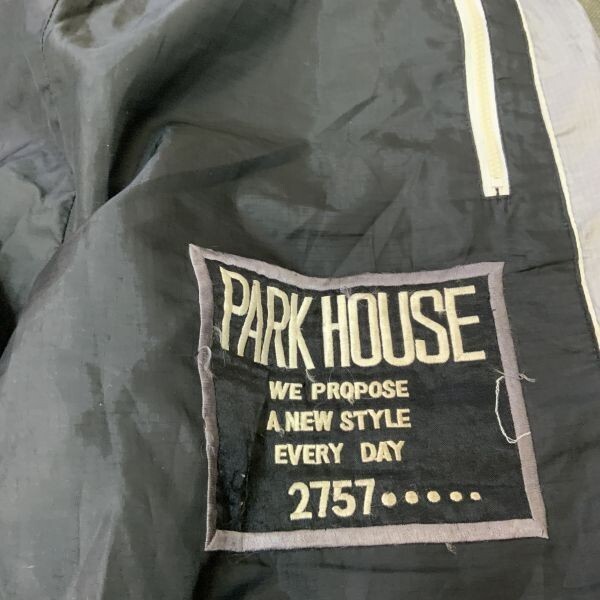 PARK HOUSE
WE PROPOSE
A NEW STYLE
EVERY DAY
2757•••••